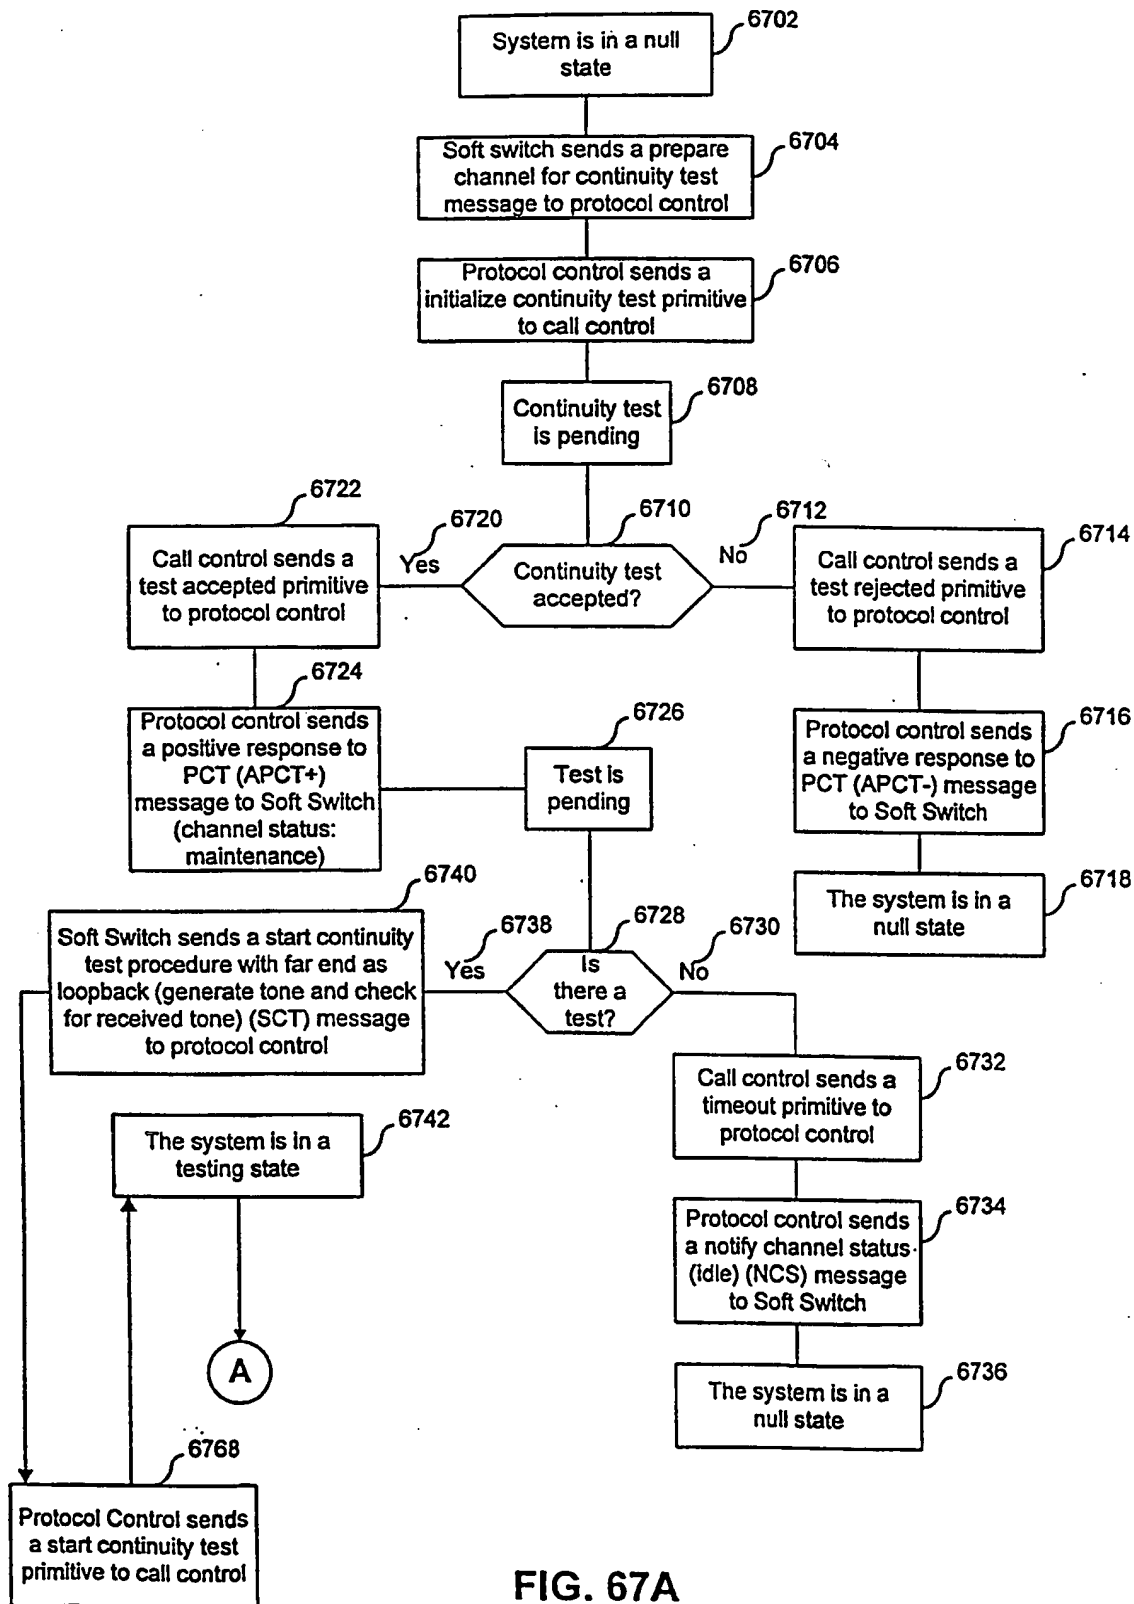 6702
System is in a null
state
6704
Soft switch sends a prepare
channel for continuity test
message to protocol control
6706
Protocol control sends a
initialize continuity test primitive
to call control
6708
Continuity test
is pending
6722
6720
6710
6712
6714
Call control sends a
test accepted primitive
to protocol control
Yes
Continuity test
accepted?
No
Call control sends a
test rejected primitive
to protocol control
6724
Protocol control sends
a positive response to
PCT (APCT+)
message to Soft Switch
(channel status:
maintenance)
6726
Test is
pending
6716
Protocol control sends
a negative response to
PCT (APCT-) message
to Soft Switch
6718
The system is in a
null state
6740
Soft Switch sends a start continuity
test procedure with far end as
loopback (generate tone and check
for received tone) (SCT) message
to protocol control
6738
Yes
6728
Is
there a
test?
6730
No
6732
Call control sends a
timeout primitive to
protocol control
6742
The system is in a
testing state
6734
Protocol control sends
a notify channel status
(idle) (NCS) message
to Soft Switch
A
6736
The system is in a
null state
6768
Protocol Control sends
a start continuity test
primitive to call control
FIG. 67A